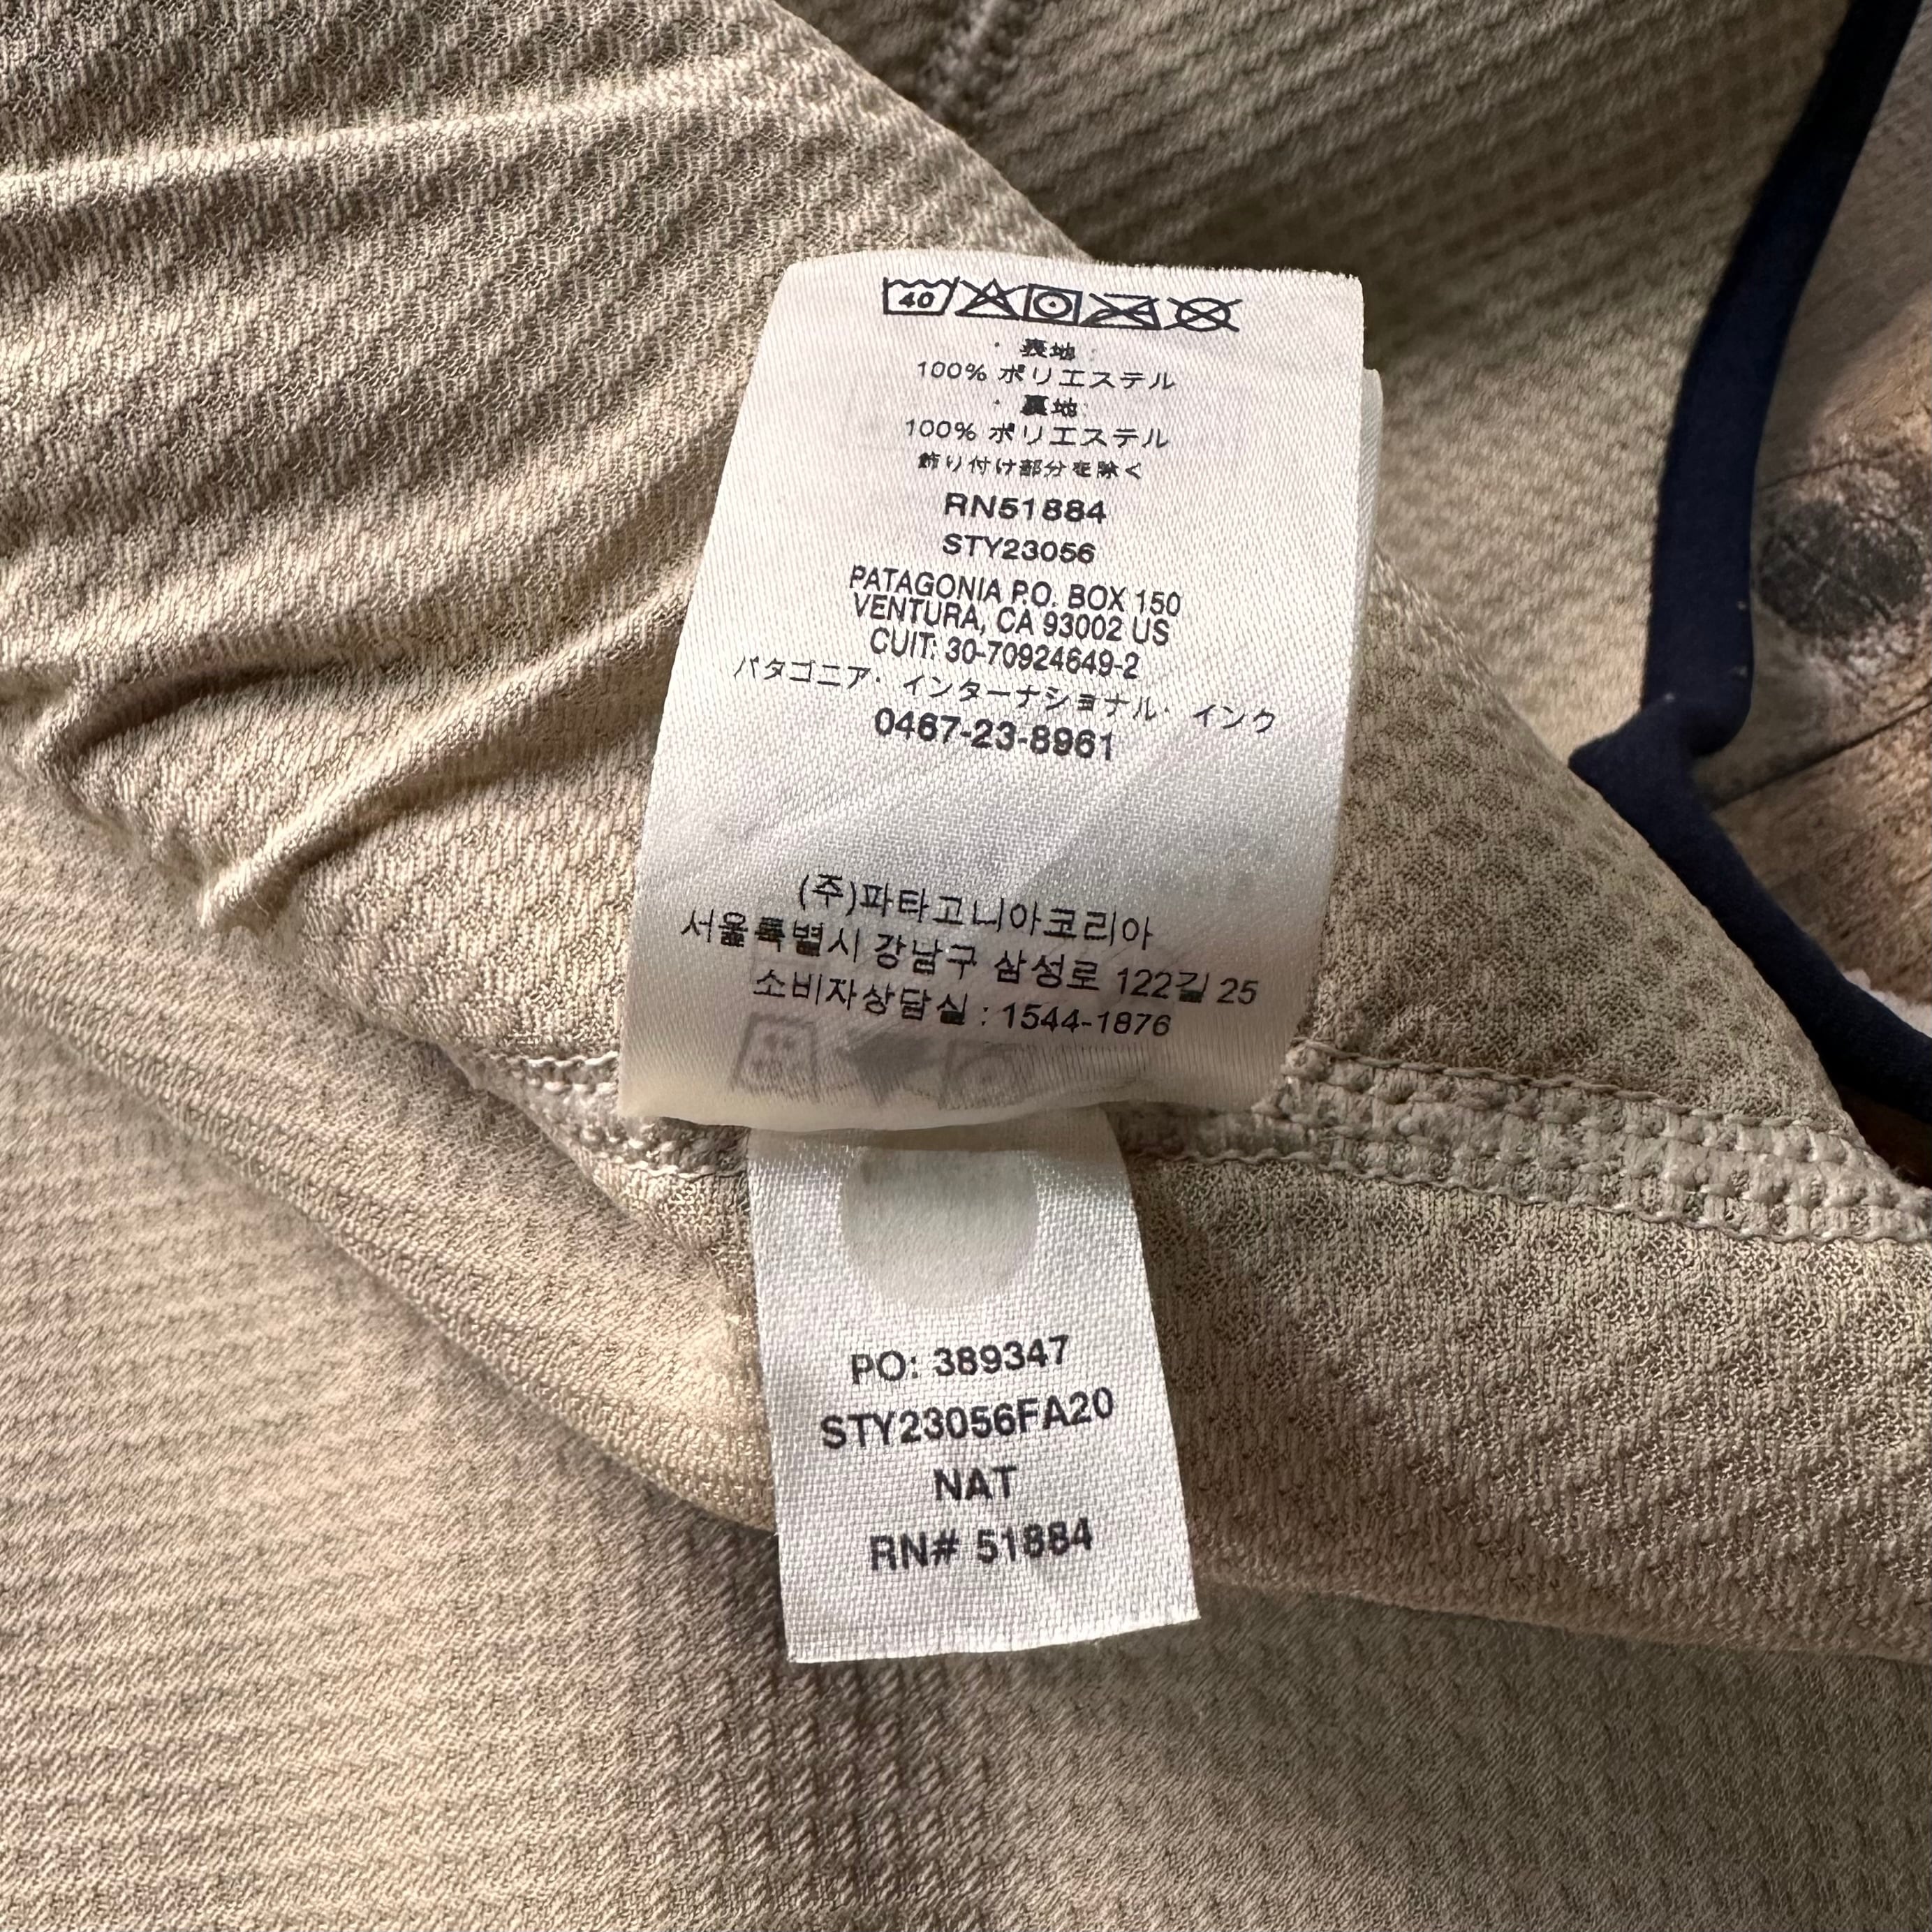 40
・表地:
100% ポリエステル
・裏地:
100% ポリエステル
飾り付け部分を除く
RN51884
STY23056
PATAGONIA P.O. BOX 150
VENTURA, CA 93002 US
CUIT: 30-70924649-2
パタゴニア・インターナショナル・インク
0467-23-8961
(주)파타고니아코리아
서울특별시 강남구 삼성로 122길 25
소비자상담실 : 1544-1876
PO: 389347
STY23056FA20
NAT
RN# 51884